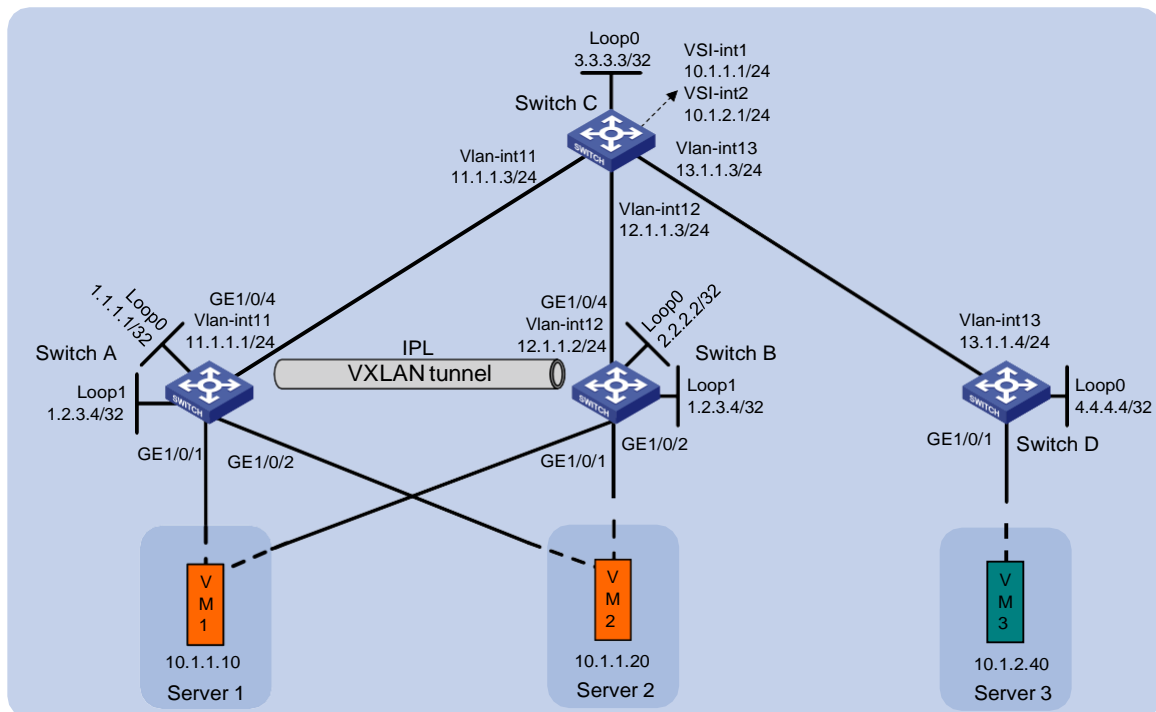 Loop0
3.3.3.3/32
VSI-int1
10.1.1.1/24
VSI-int2
10.1.2.1/24
Switch C
SWITCH
Vlan-int11
11.1.1.3/24
Vlan-int13
13.1.1.3/24
Vlan-int12
12.1.1.3/24
Loop0
1.1.1.1/32
GE1/0/4
Vlan-int11
11.1.1.1/24
Switch A
Loop1
1.2.3.4/32
SWITCH
IPL
VXLAN tunnel
GE1/0/4
Vlan-int12
12.1.1.2/24
Loop0
2.2.2.2/32
Switch B
Loop1
1.2.3.4/32
SWITCH
Vlan-int13
13.1.1.4/24
Loop0
4.4.4.4/32
SWITCH
Switch D
GE1/0/1
GE1/0/2
GE1/0/1
GE1/0/2
GE1/0/1
V
M
1
10.1.1.10
Server 1
V
M
2
10.1.1.20
Server 2
V
M
3
10.1.2.40
Server 3